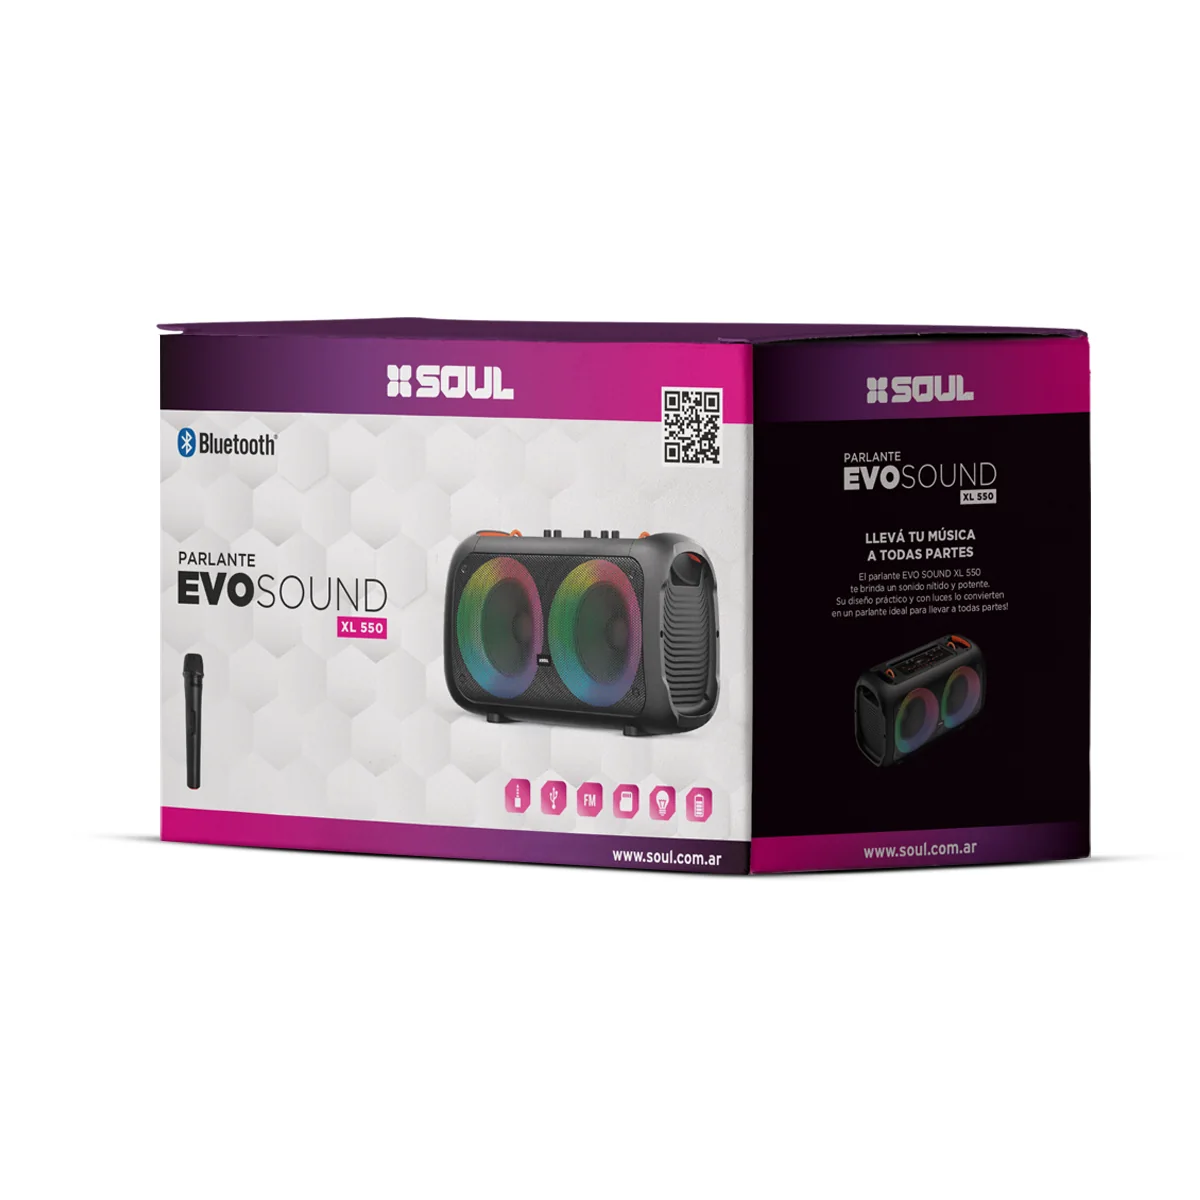 SOUL
Bluetooth®
PARLANTE
EVOSOUND
XL 550
FM
www.soul.com.ar
SOUL
PARLANTE
EVOSOUND
XL 550
LLEVÁ TU MÚSICA
A TODAS PARTES
El parlante EVO SOUND XL 550
te brinda un sonido nítido y potente.
Su diseño práctico y con luces lo convierten
en un parlante ideal para llevar a todas partes!
www.soul.com.ar